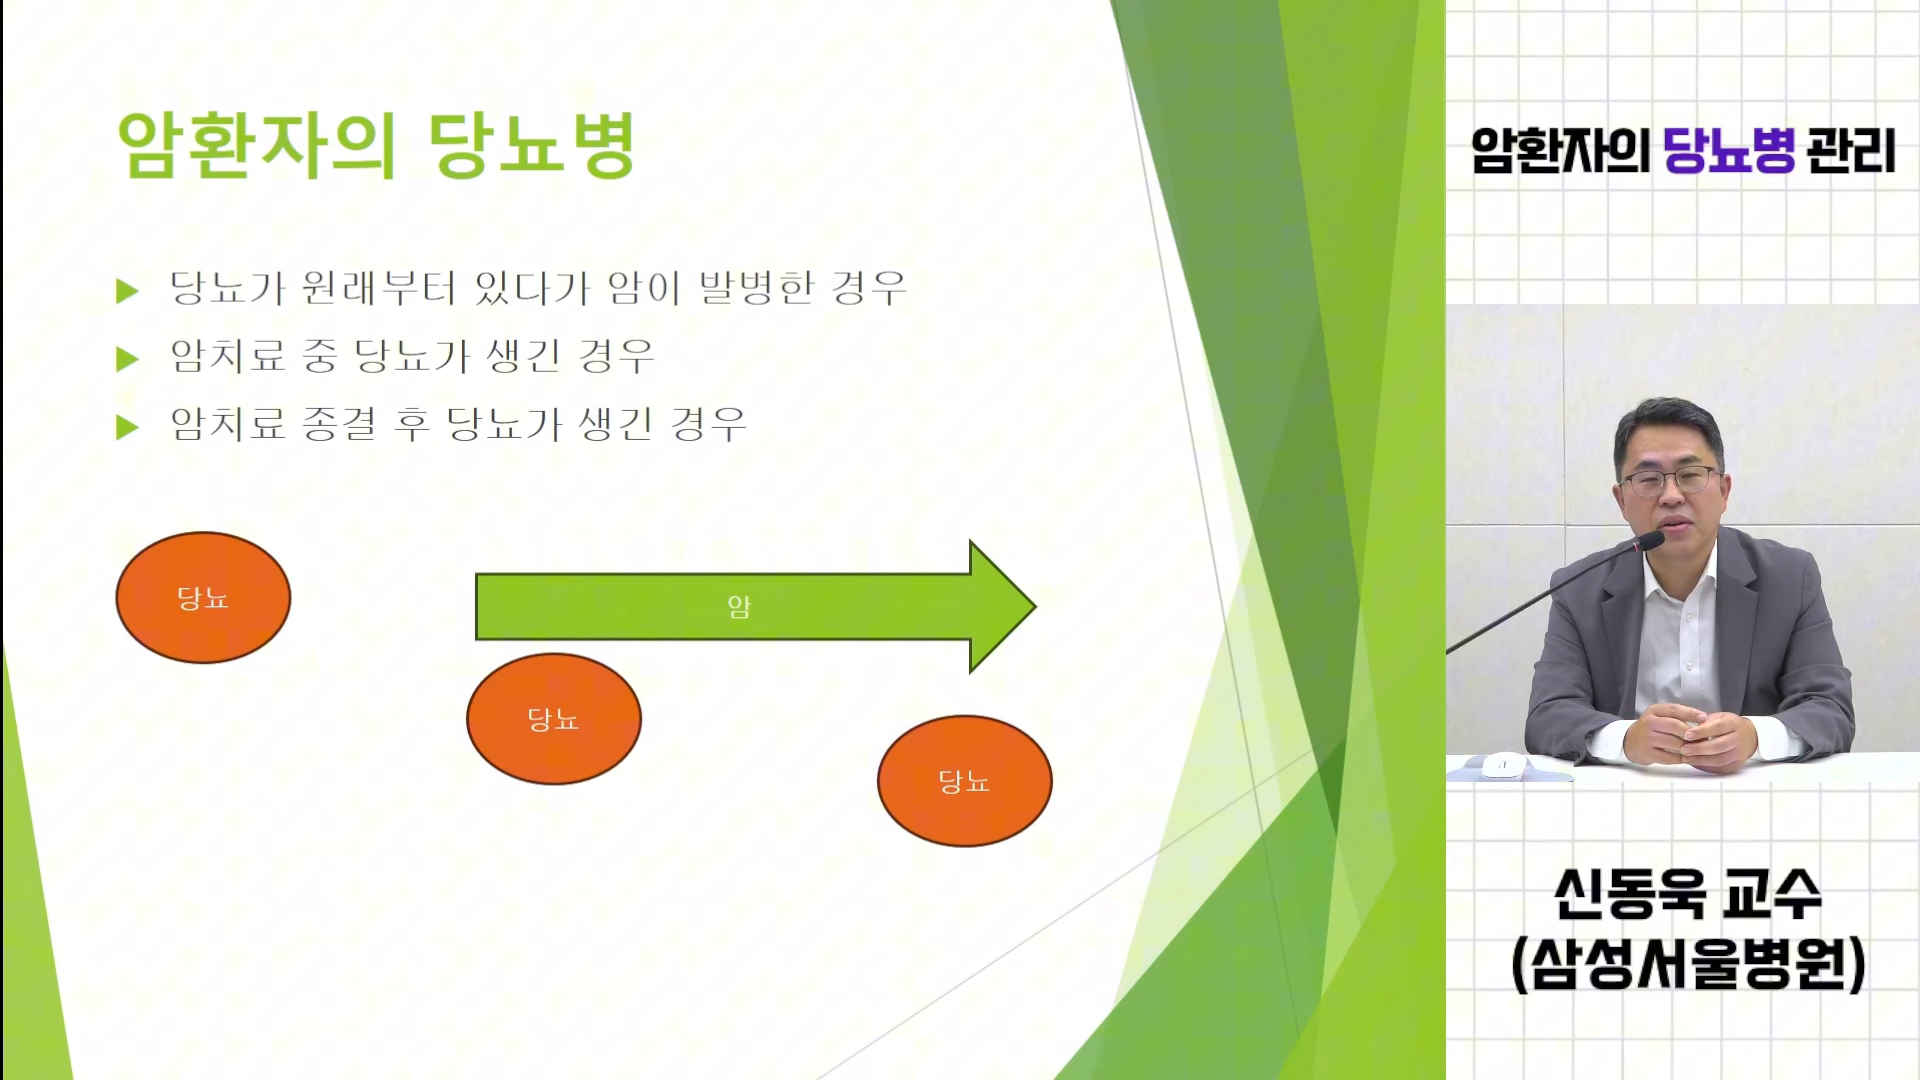 암환자의 당뇨병
당뇨가 원래부터 있다가 암이 발병한 경우
암치료 중 당뇨가 생긴 경우
암치료 종결 후 당뇨가 생긴 경우
당뇨
암
당뇨
당뇨
암환자의 당뇨병 관리
신동욱 교수
(삼성서울병원)